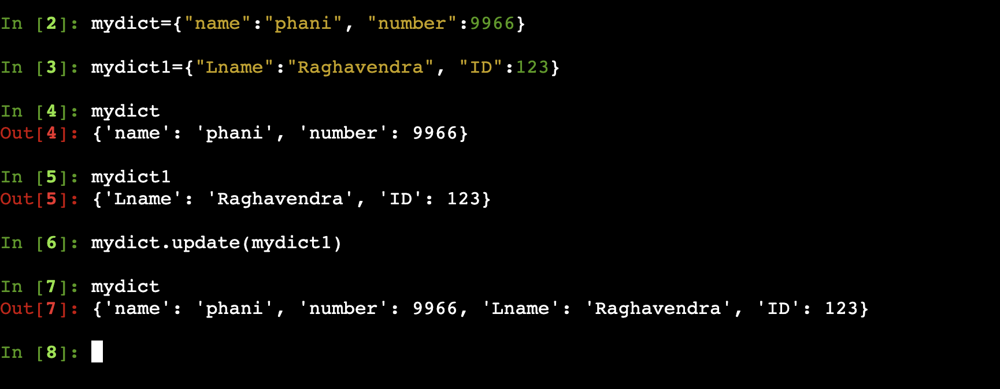 In [2]: mydict={"name":"phani", "number":9966}
In [3]: mydict1={"Lname":"Raghavendra", "ID":123}
In [4]: mydict
Out[4]: {'name': 'phani', 'number': 9966}
In [5]: mydict1
Out[5]: {'Lname': 'Raghavendra', 'ID': 123}
In [6]: mydict.update(mydict1)
In [7]: mydict
Out[7]: {'name': 'phani', 'number': 9966, 'Lname': 'Raghavendra', 'ID': 123}
In [8]: